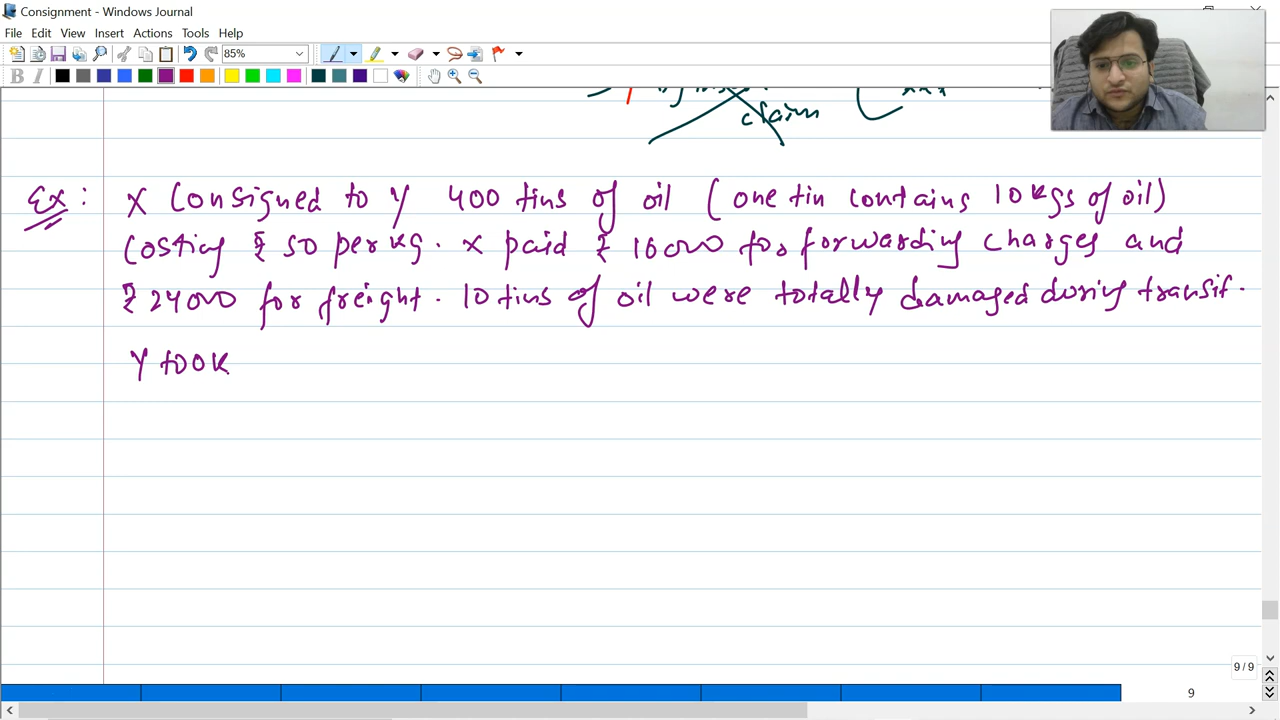 Consignment - Windows Journal
File Edit View Insert Actions Tools Help
85%
B I
claim xxx
Ex: X Consigned to Y 400 tins of oil (one tin contains 10 kgs of oil)
Costing ₹ 50 per kg. X paid ₹ 16000 for forwarding charges and
₹ 24000 for freight. 10 tins of oil were totally damaged during transit.
Y took
9 / 9
9